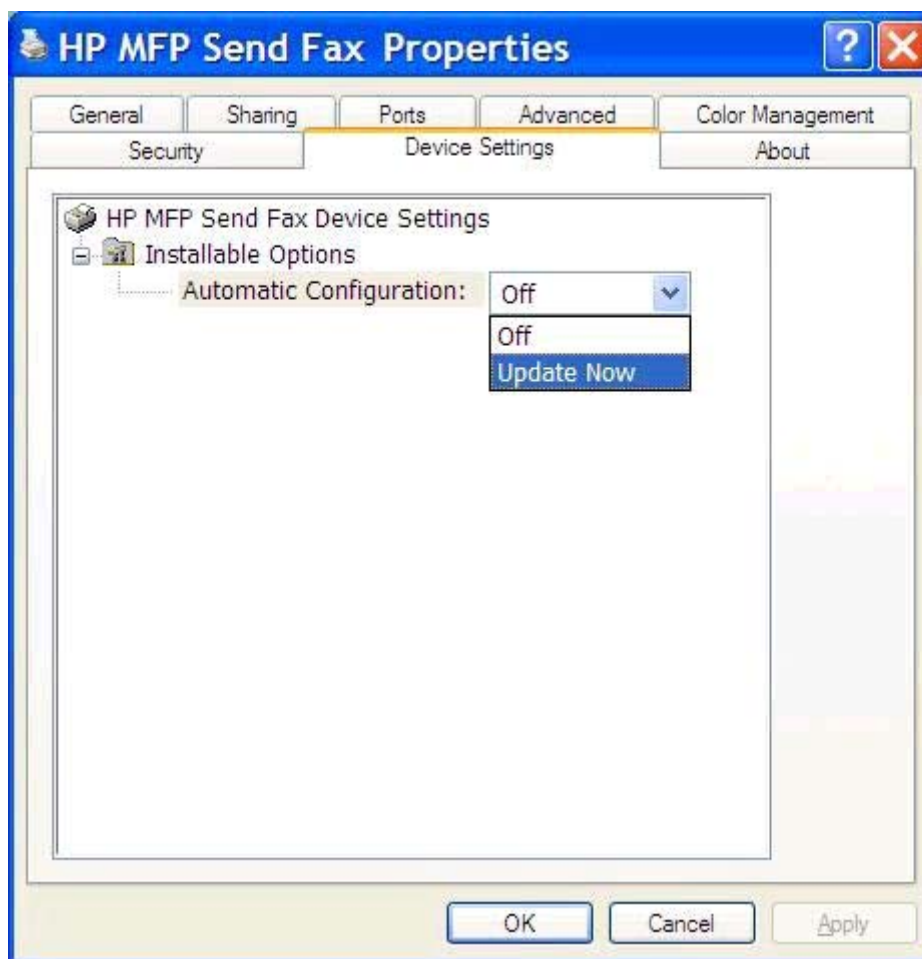 HP MFP Send Fax Properties
General Sharing Ports Advanced Color Management
Security Device Settings About
HP MFP Send Fax Device Settings
Installable Options
Automatic Configuration: Off
Off
Update Now
OK Cancel Apply